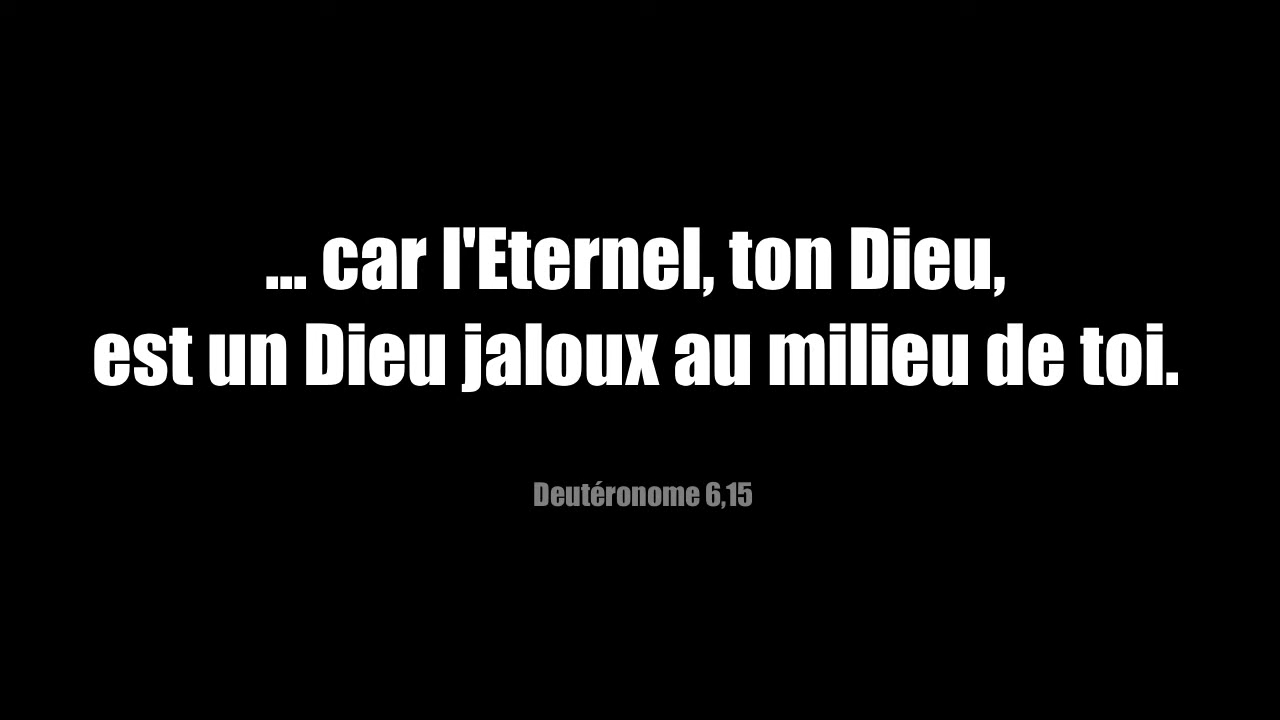 ... car l'Eternel, ton Dieu,
est un Dieu jaloux au milieu de toi.
Deutéronome 6,15